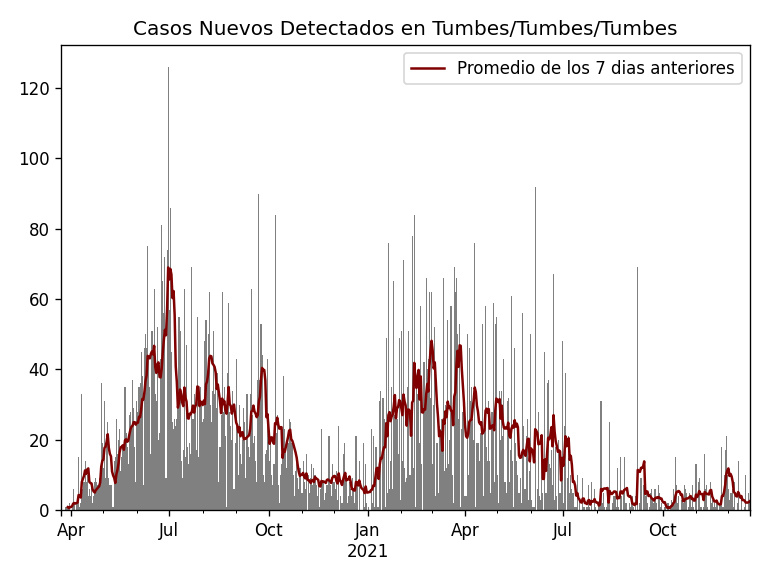 Casos Nuevos Detectados en Tumbes/Tumbes/Tumbes
Promedio de los 7 dias anteriores
120
100
80
60
40
20
0
Apr Jul Oct Jan Apr Jul Oct
2021